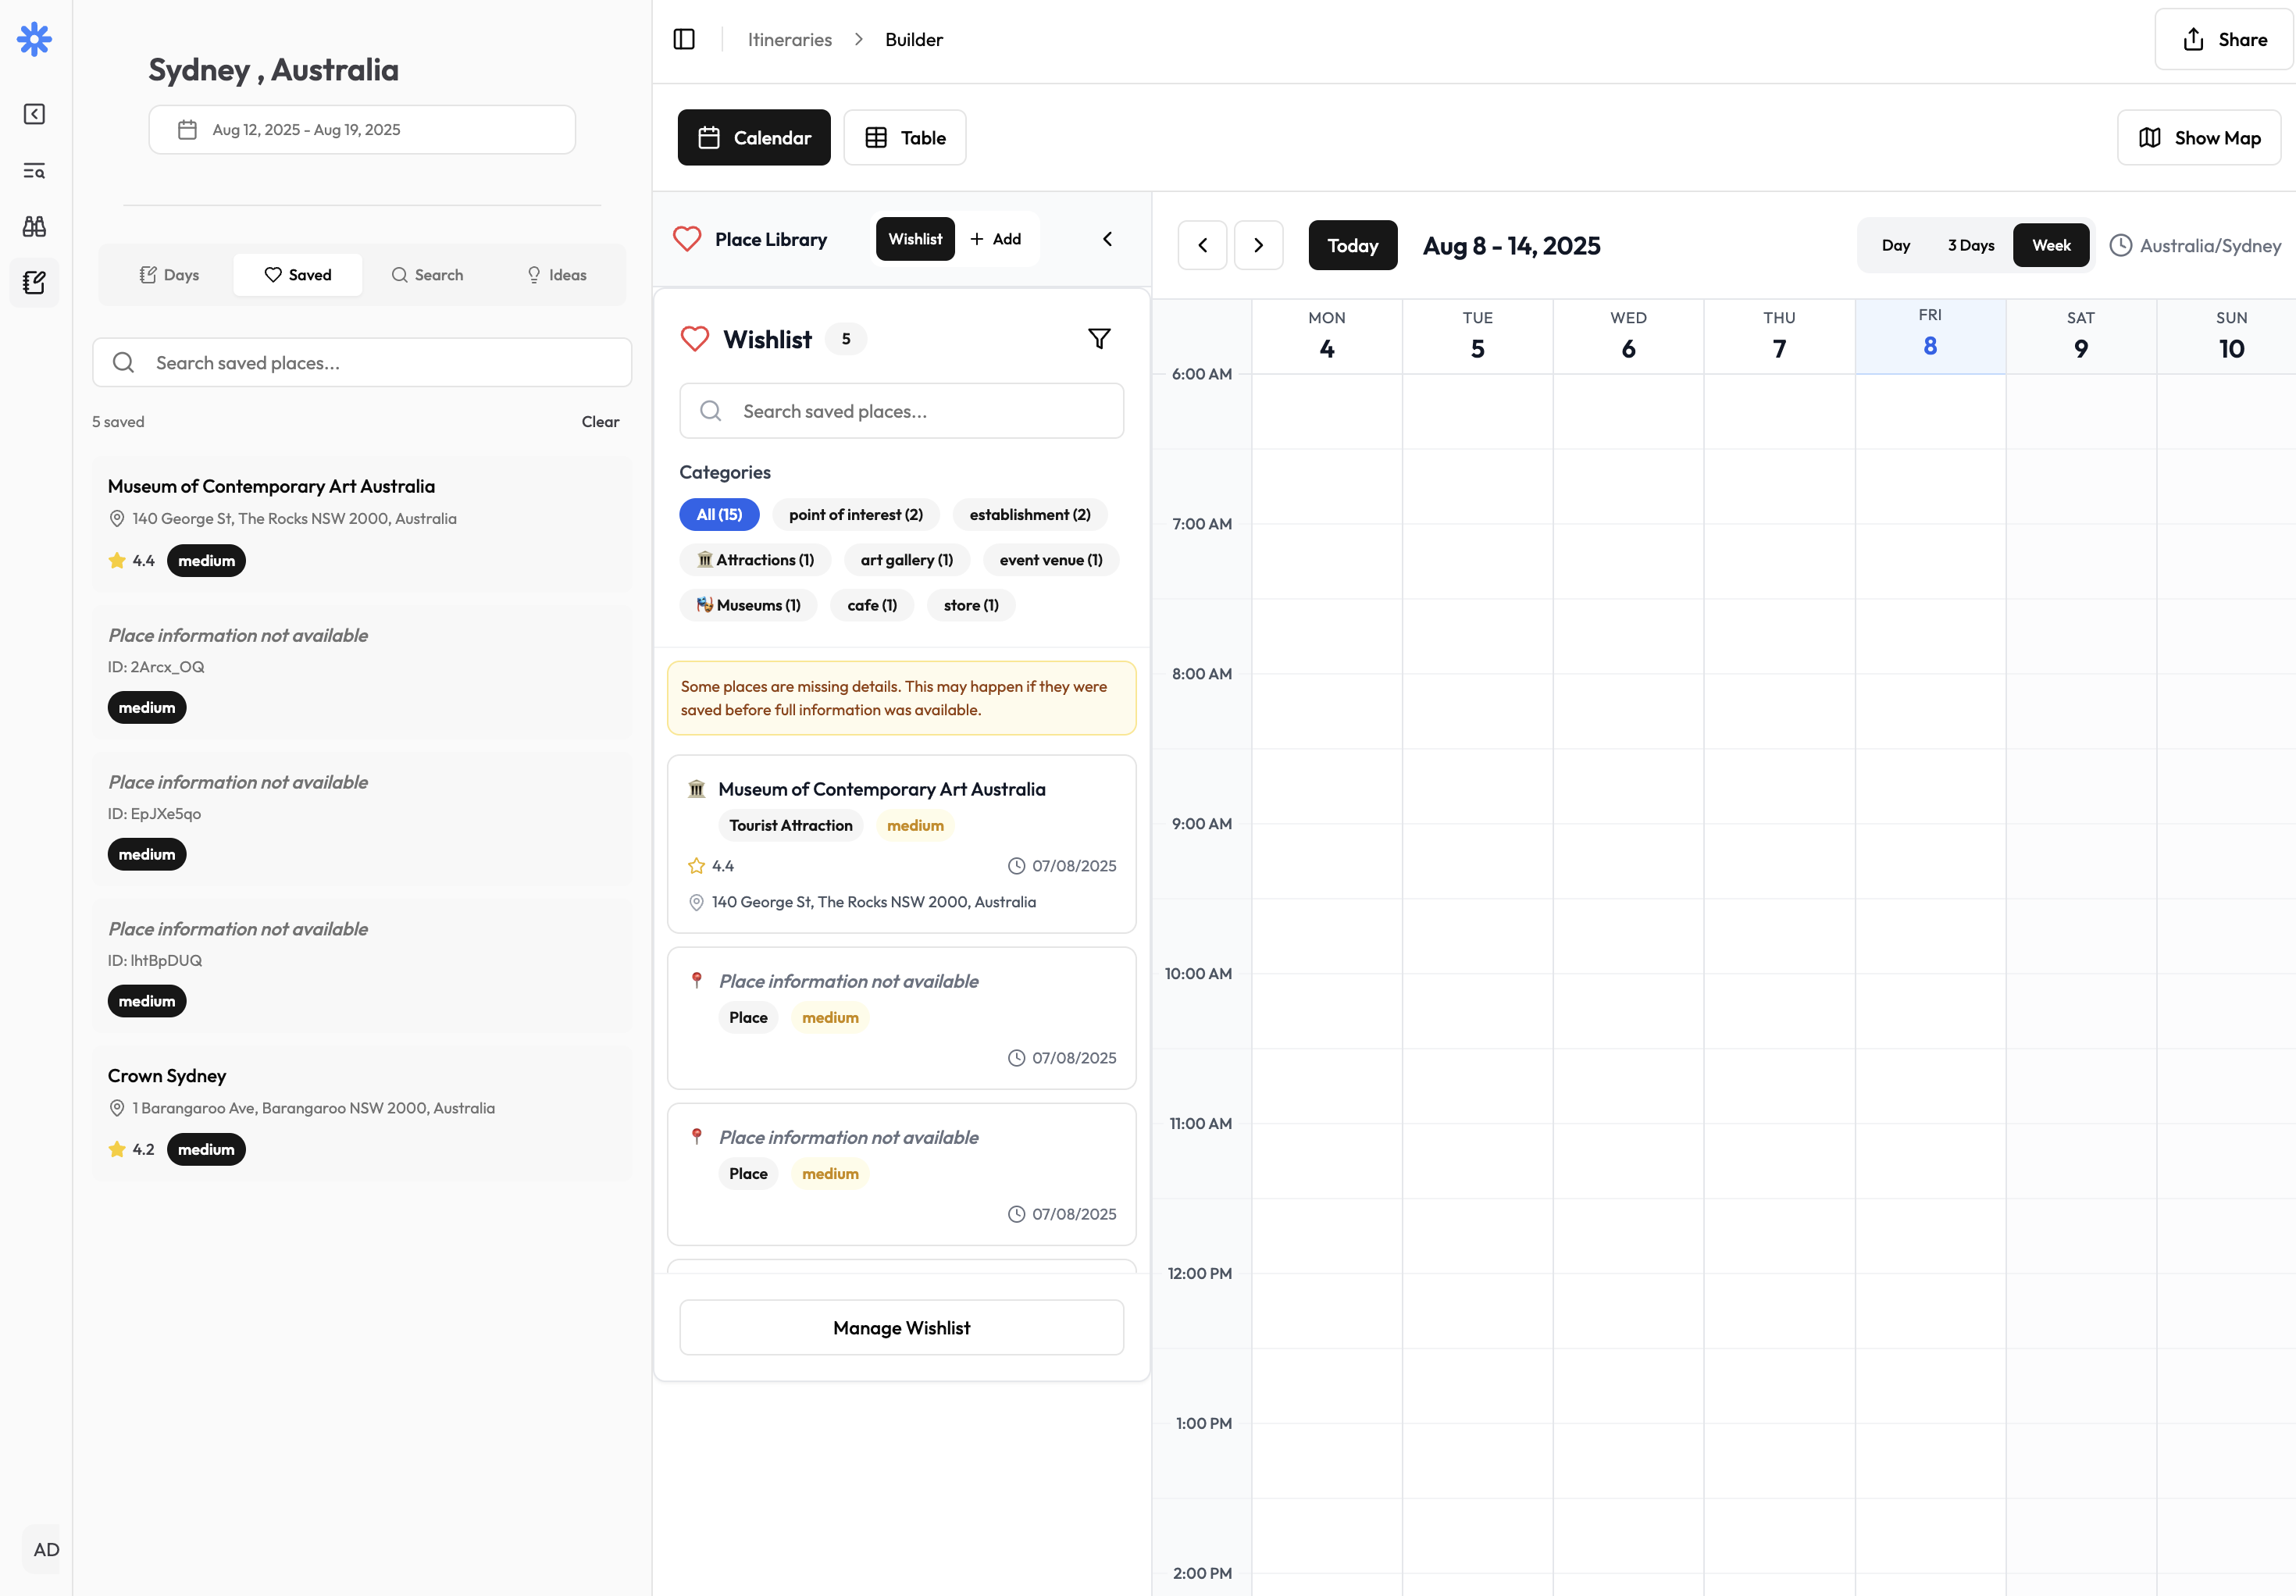 Sydney , Australia
Aug 12, 2025 - Aug 19, 2025
Days
Saved
Search
Ideas
Search saved places...
5 saved
Clear
Museum of Contemporary Art Australia
140 George St, The Rocks NSW 2000, Australia
4.4
medium
Place information not available
ID: 2Arcx_OQ
medium
Place information not available
ID: EpJXe5qo
medium
Place information not available
ID: lhtBpDUQ
medium
Crown Sydney
1 Barangaroo Ave, Barangaroo NSW 2000, Australia
4.2
medium
AD
Itineraries
Builder
Share
Calendar
Table
Show Map
Place Library
Wishlist
Add
Wishlist
5
Search saved places...
Categories
All (15)
point of interest (2)
establishment (2)
Attractions (1)
art gallery (1)
event venue (1)
Museums (1)
cafe (1)
store (1)
Some places are missing details. This may happen if they were
saved before full information was available.
Museum of Contemporary Art Australia
Tourist Attraction
medium
4.4
07/08/2025
140 George St, The Rocks NSW 2000, Australia
Place information not available
Place
medium
07/08/2025
Place information not available
Place
medium
07/08/2025
Manage Wishlist
Today
Aug 8 - 14, 2025
Day
3 Days
Week
Australia/Sydney
MON
4
TUE
5
WED
6
THU
7
FRI
8
SAT
9
SUN
10
6:00 AM
7:00 AM
8:00 AM
9:00 AM
10:00 AM
11:00 AM
12:00 PM
1:00 PM
2:00 PM